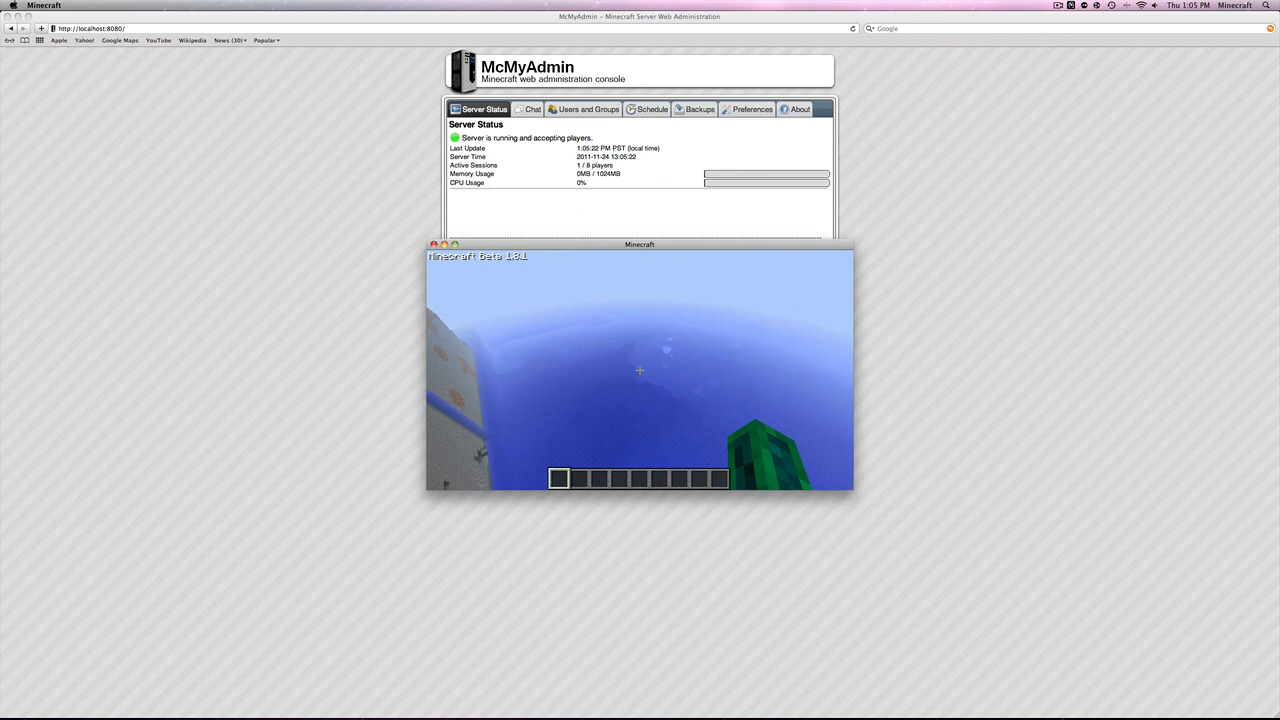 Minecraft
Thu 1:05 PM
Minecraft
McMyAdmin – Minecraft Server Web Administration
http://localhost:8080/
Google
Apple
Yahoo!
Google Maps
YouTube
Wikipedia
News (30)
Popular
McMyAdmin
Minecraft web administration console
Server Status
Chat
Users and Groups
Schedule
Backups
Preferences
About
Server Status
Server is running and accepting players.
Last Update 1:05:22 PM PST (local time)
Server Time 2011-11-24 13:05:22
Active Sessions 1 / 8 players
Memory Usage 0MB / 1024MB
CPU Usage 0%
Minecraft
Minecraft Beta 1.8.1